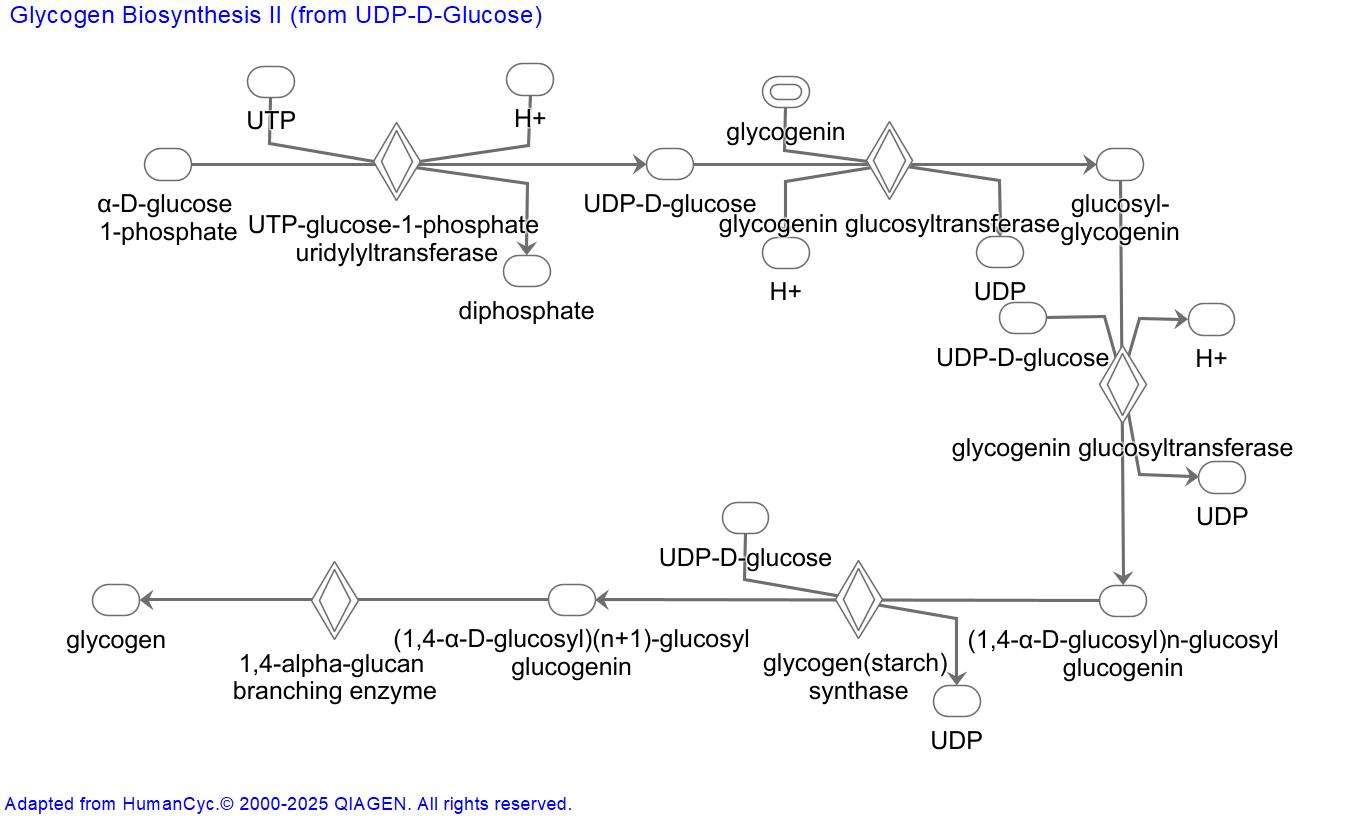 Glycogen Biosynthesis II (from UDP-D-Glucose)
UTP
H+
glycogenin
α-D-glucose
1-phosphate
UTP-glucose-1-phosphate
uridylyltransferase
diphosphate
UDP-D-glucose
glycogenin glucosyltransferase
H+
UDP
glucosyl-
glycogenin
UDP-D-glucose
H+
glycogenin glucosyltransferase
UDP
UDP-D-glucose
glycogen
1,4-alpha-glucan
branching enzyme
(1,4-α-D-glucosyl)(n+1)-glucosyl
glucogenin
glycogen(starch)
synthase
UDP
(1,4-α-D-glucosyl)n-glucosyl
glucogenin
Adapted from HumanCyc.© 2000-2025 QIAGEN. All rights reserved.